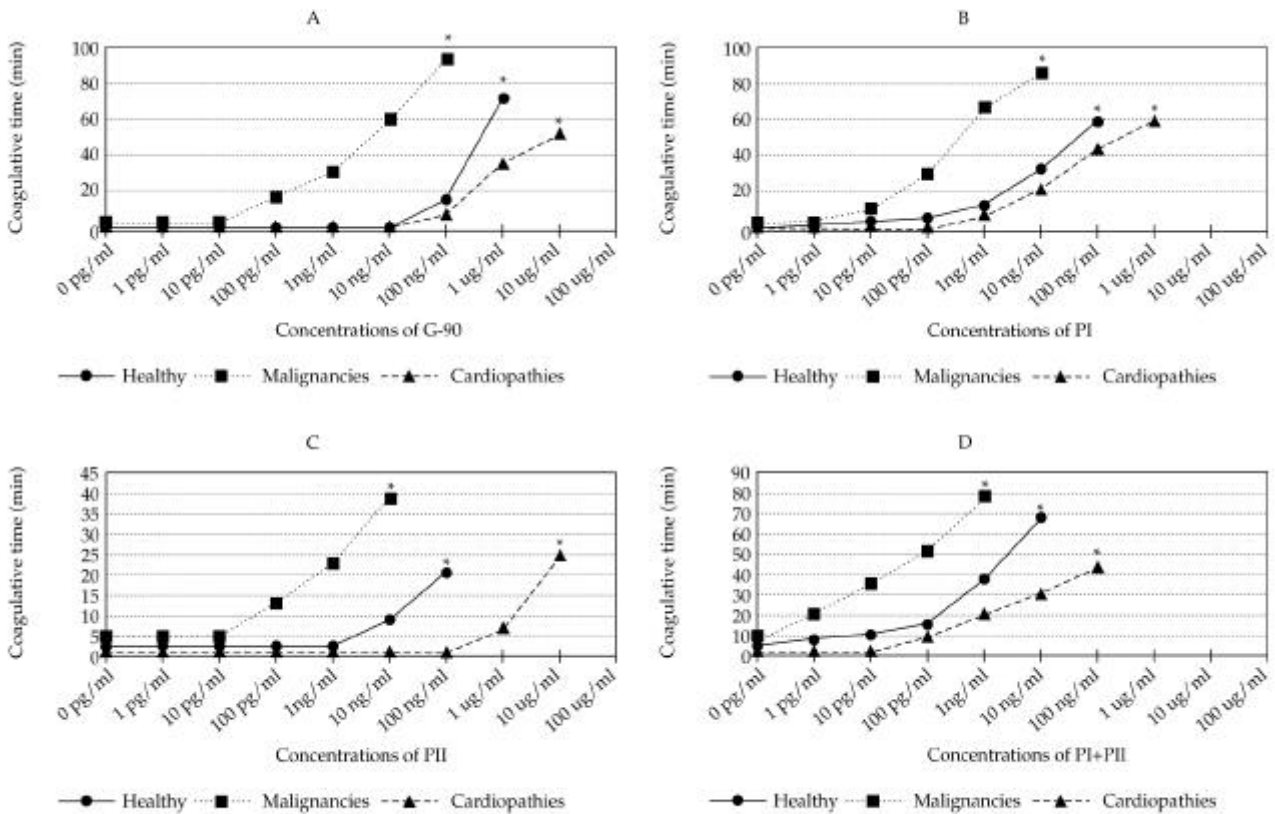 A
Coagulative time (min)
100
80
60
40
20
0
0 pg/ml
1 pg/ml
10 pg/ml
100 pg/ml
1ng/ml
10 ng/ml
100 ng/ml
1 ug/ml
10 ug/ml
100 ug/ml
* * *
Concentrations of G-90
Healthy Malignancies Cardiopathies
B
Coagulative time (min)
100
80
60
40
20
0
0 pg/ml
1 pg/ml
10 pg/ml
100 pg/ml
1ng/ml
10 ng/ml
100 ng/ml
1 ug/ml
10 ug/ml
100 ug/ml
* * *
Concentrations of PI
Healthy Malignancies Cardiopathies
C
Coagulative time (min)
45
40
35
30
25
20
15
10
5
0
0 pg/ml
1 pg/ml
10 pg/ml
100 pg/ml
1ng/ml
10 ng/ml
100 ng/ml
1 ug/ml
10 ug/ml
100 ug/ml
* * *
Concentrations of PII
Healthy Malignancies Cardiopathies
D
Coagulative time (min)
90
80
70
60
50
40
30
20
10
0
0 pg/ml
1 pg/ml
10 pg/ml
100 pg/ml
1ng/ml
10 ng/ml
100 ng/ml
1 ug/ml
10 ug/ml
100 ug/ml
* * *
Concentrations of PI+PII
Healthy Malignancies Cardiopathies